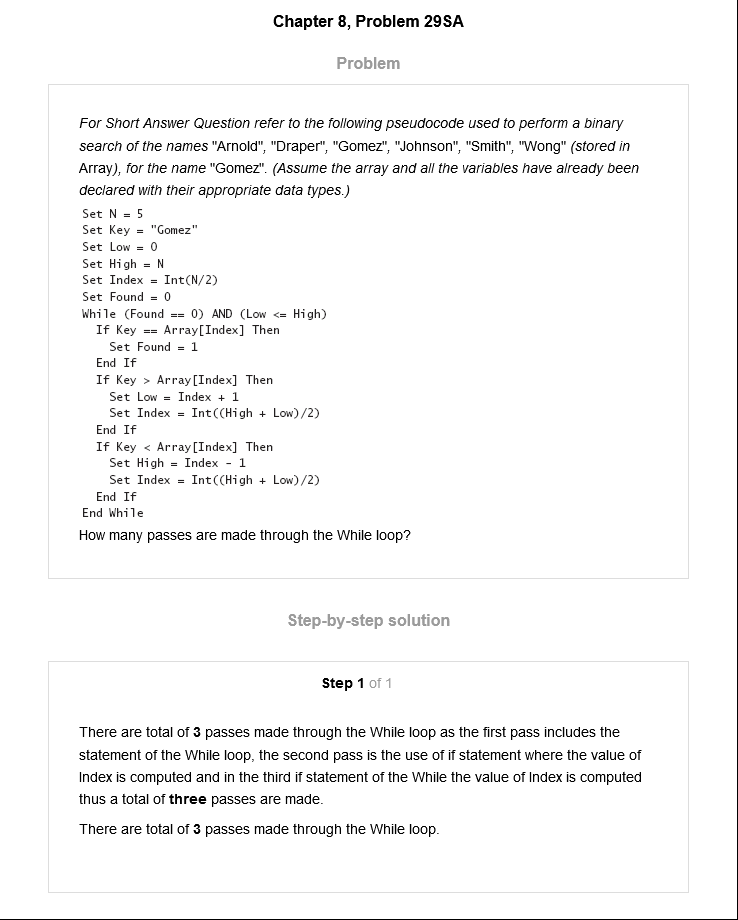 Chapter 8, Problem 29SA
Problem
For Short Answer Question refer to the following pseudocode used to perform a binary
search of the names "Arnold", "Draper", "Gomez", "Johnson", "Smith", "Wong" (stored in
Array), for the name "Gomez". (Assume the array and all the variables have already been
declared with their appropriate data types.)
Set N = 5
Set Key = "Gomez"
Set Low = 0
Set High = N
Set Index = Int(N/2)
Set Found = 0
While (Found == 0) AND (Low <= High)
If Key == Array[Index] Then
Set Found = 1
End If
If Key > Array[Index] Then
Set Low = Index + 1
Set Index = Int((High + Low)/2)
End If
If Key < Array[Index] Then
Set High = Index - 1
Set Index = Int((High + Low)/2)
End If
End While
How many passes are made through the While loop?
Step-by-step solution
Step 1 of 1
There are total of 3 passes made through the While loop as the first pass includes the
statement of the While loop, the second pass is the use of if statement where the value of
Index is computed and in the third if statement of the While the value of Index is computed
thus a total of three passes are made.
There are total of 3 passes made through the While loop.